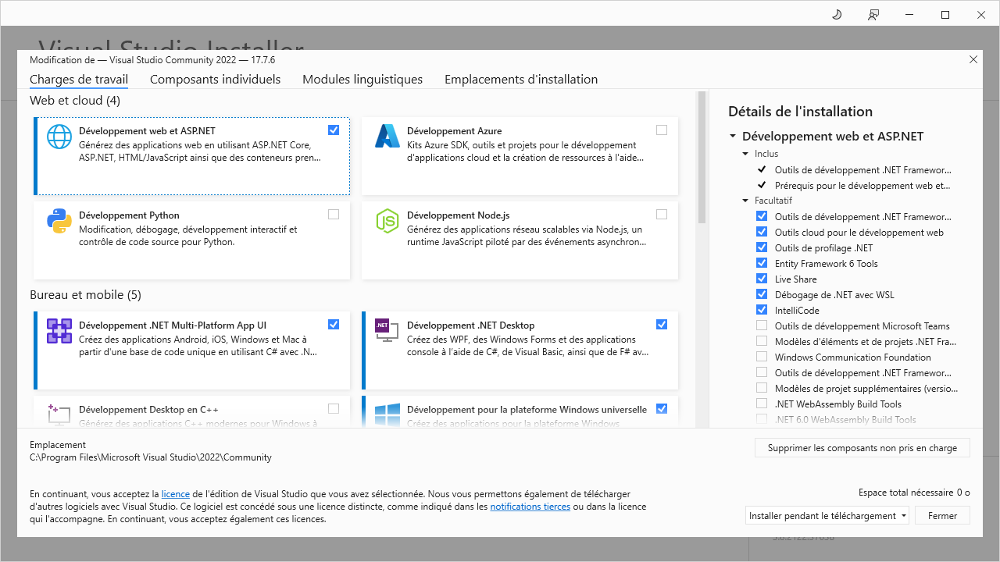 Visual Studio Installer
Modification de — Visual Studio Community 2022 — 17.7.6
Charges de travail
Composants individuels
Modules linguistiques
Emplacements d'installation
Web et cloud (4)
Développement web et ASP.NET
Générez des applications web en utilisant ASP.NET Core,
ASP.NET, HTML/JavaScript ainsi que des conteneurs pren...
Développement Azure
Kits Azure SDK, outils et projets pour le développement
d'applications cloud et la création de ressources à l'aide...
Développement Python
Modification, débogage, développement interactif et
contrôle de code source pour Python.
Développement Node.js
Générez des applications réseau scalables via Node.js, un
runtime JavaScript piloté par des événements asynchron...
Bureau et mobile (5)
Développement .NET Multi-Platform App UI
Créez des applications Android, iOS, Windows et Mac à
partir d'une base de code unique en utilisant C# avec .N...
.NET
Développement .NET Desktop
Créez des WPF, des Windows Forms et des applications
console à l'aide de C#, de Visual Basic, ainsi que de F# av...
Développement Desktop en C++
Générez des applications C++ modernes pour Windows à
Développement pour la plateforme Windows universelle
Créez des applications pour la plateforme Windows
Détails de l'installation
Développement web et ASP.NET
Inclus
Outils de développement .NET Framewor...
Prérequis pour le développement web et...
Facultatif
Outils de développement .NET Framewor...
Outils cloud pour le développement web
Outils de profilage .NET
Entity Framework 6 Tools
Live Share
Débogage de .NET avec WSL
IntelliCode
Outils de développement Microsoft Teams
Modèles d'éléments et de projets .NET Fra...
Windows Communication Foundation
Outils de développement .NET Framewor...
Modèles de projet supplémentaires (versio...
.NET WebAssembly Build Tools
.NET 6.0 WebAssembly Build Tools
Emplacement
C:\Program Files\Microsoft Visual Studio\2022\Community
Supprimer les composants non pris en charge
En continuant, vous acceptez la licence de l'édition de Visual Studio que vous avez sélectionnée. Nous vous permettons également de télécharger
d'autres logiciels avec Visual Studio. Ce logiciel est concédé sous une licence distincte, comme indiqué dans les notifications tierces ou dans la licence
qui l'accompagne. En continuant, vous acceptez également ces licences.
Espace total nécessaire 0 o
Installer pendant le téléchargement
Fermer